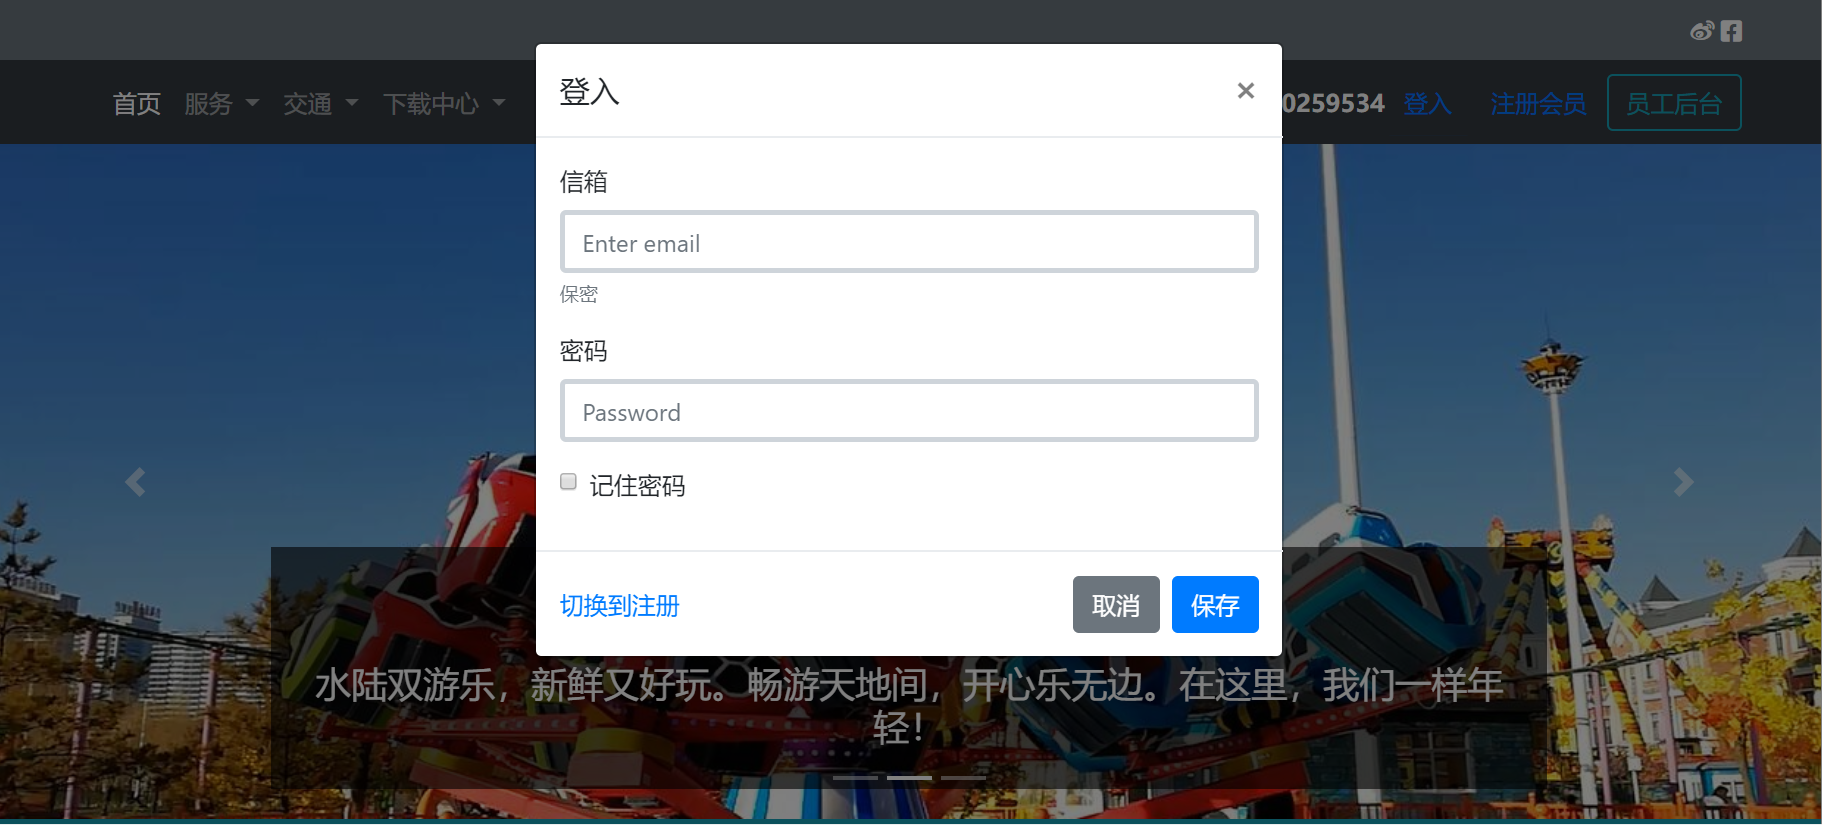 首页 服务 交通 下载中心 0259534 登入 注册会员 员工后台
登入 ×
信箱
Enter email
保密
密码
Password
记住密码
切换到注册 取消 保存
水陆双游乐，新鲜又好玩。畅游天地间，开心乐无边。在这里，我们一样年
轻！